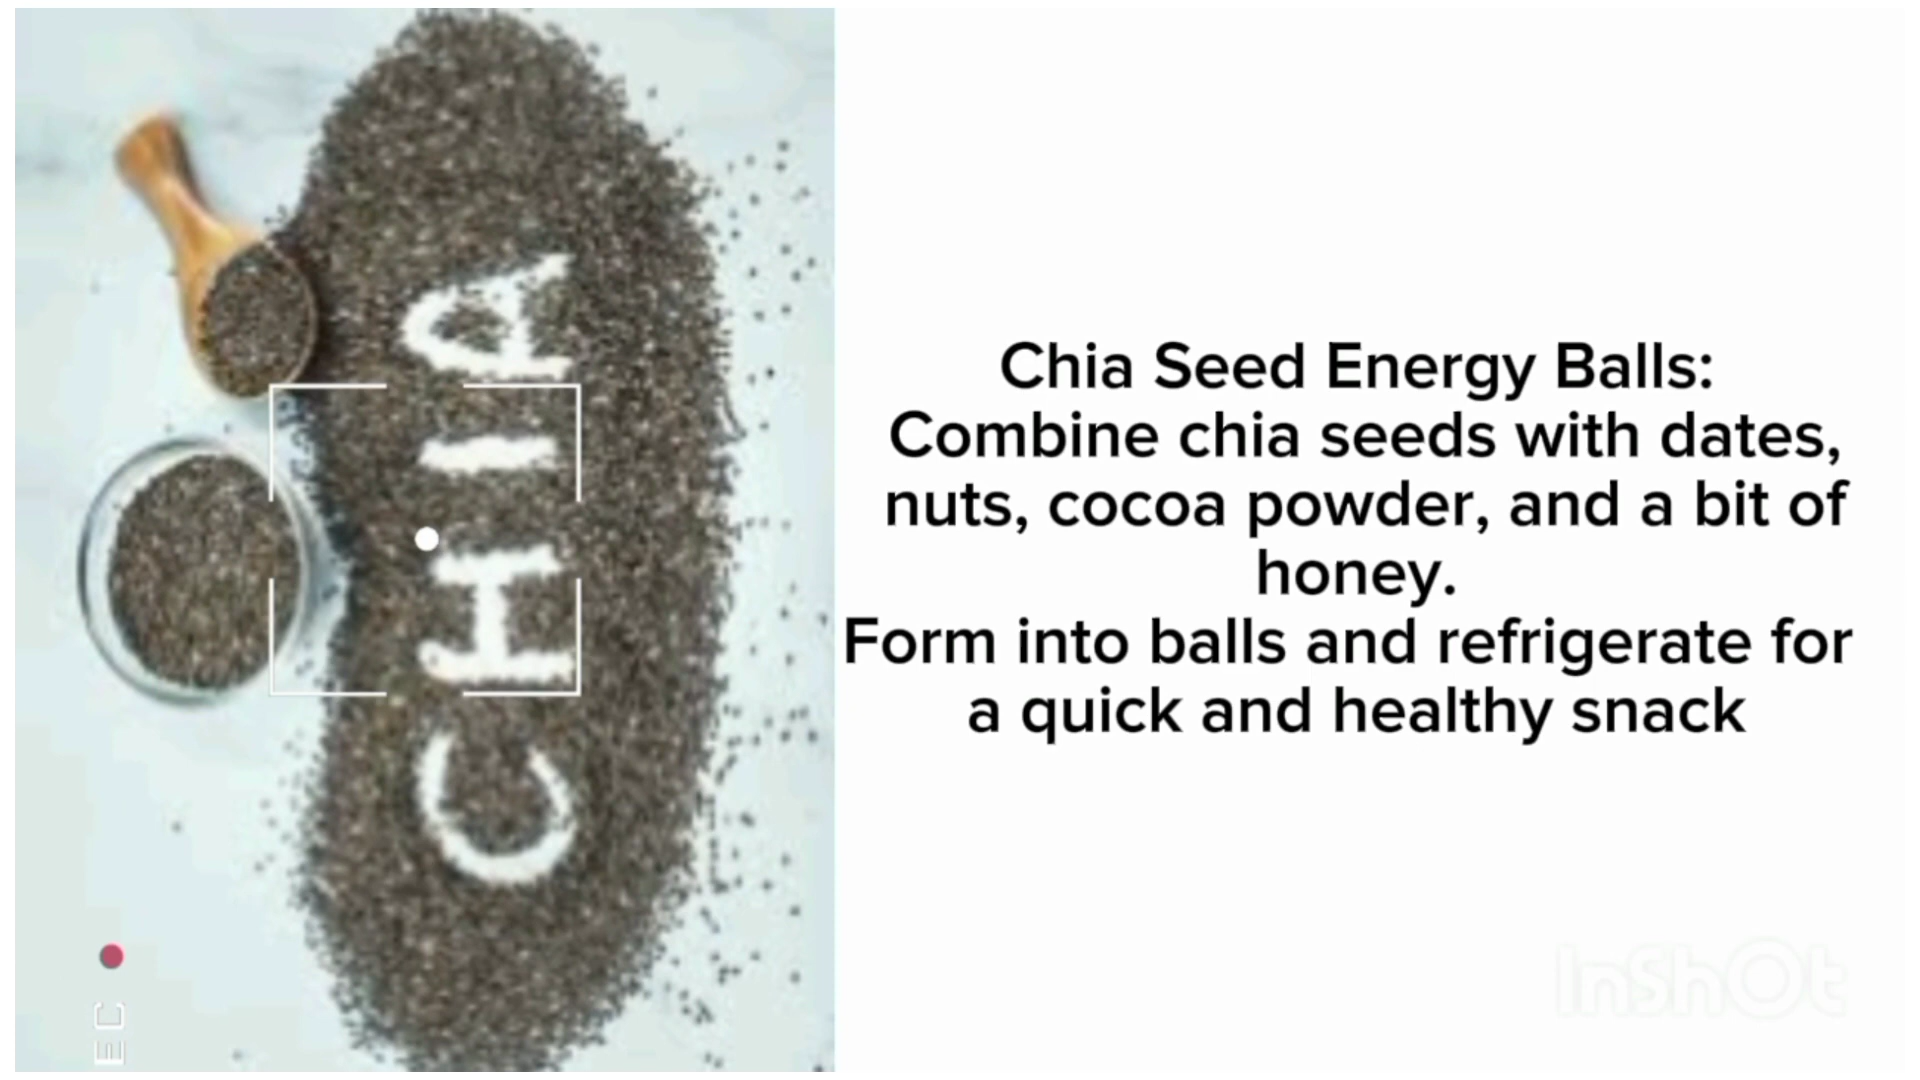 CHIA
EC
Chia Seed Energy Balls:
Combine chia seeds with dates,
nuts, cocoa powder, and a bit of
honey.
Form into balls and refrigerate for
a quick and healthy snack
InShOt